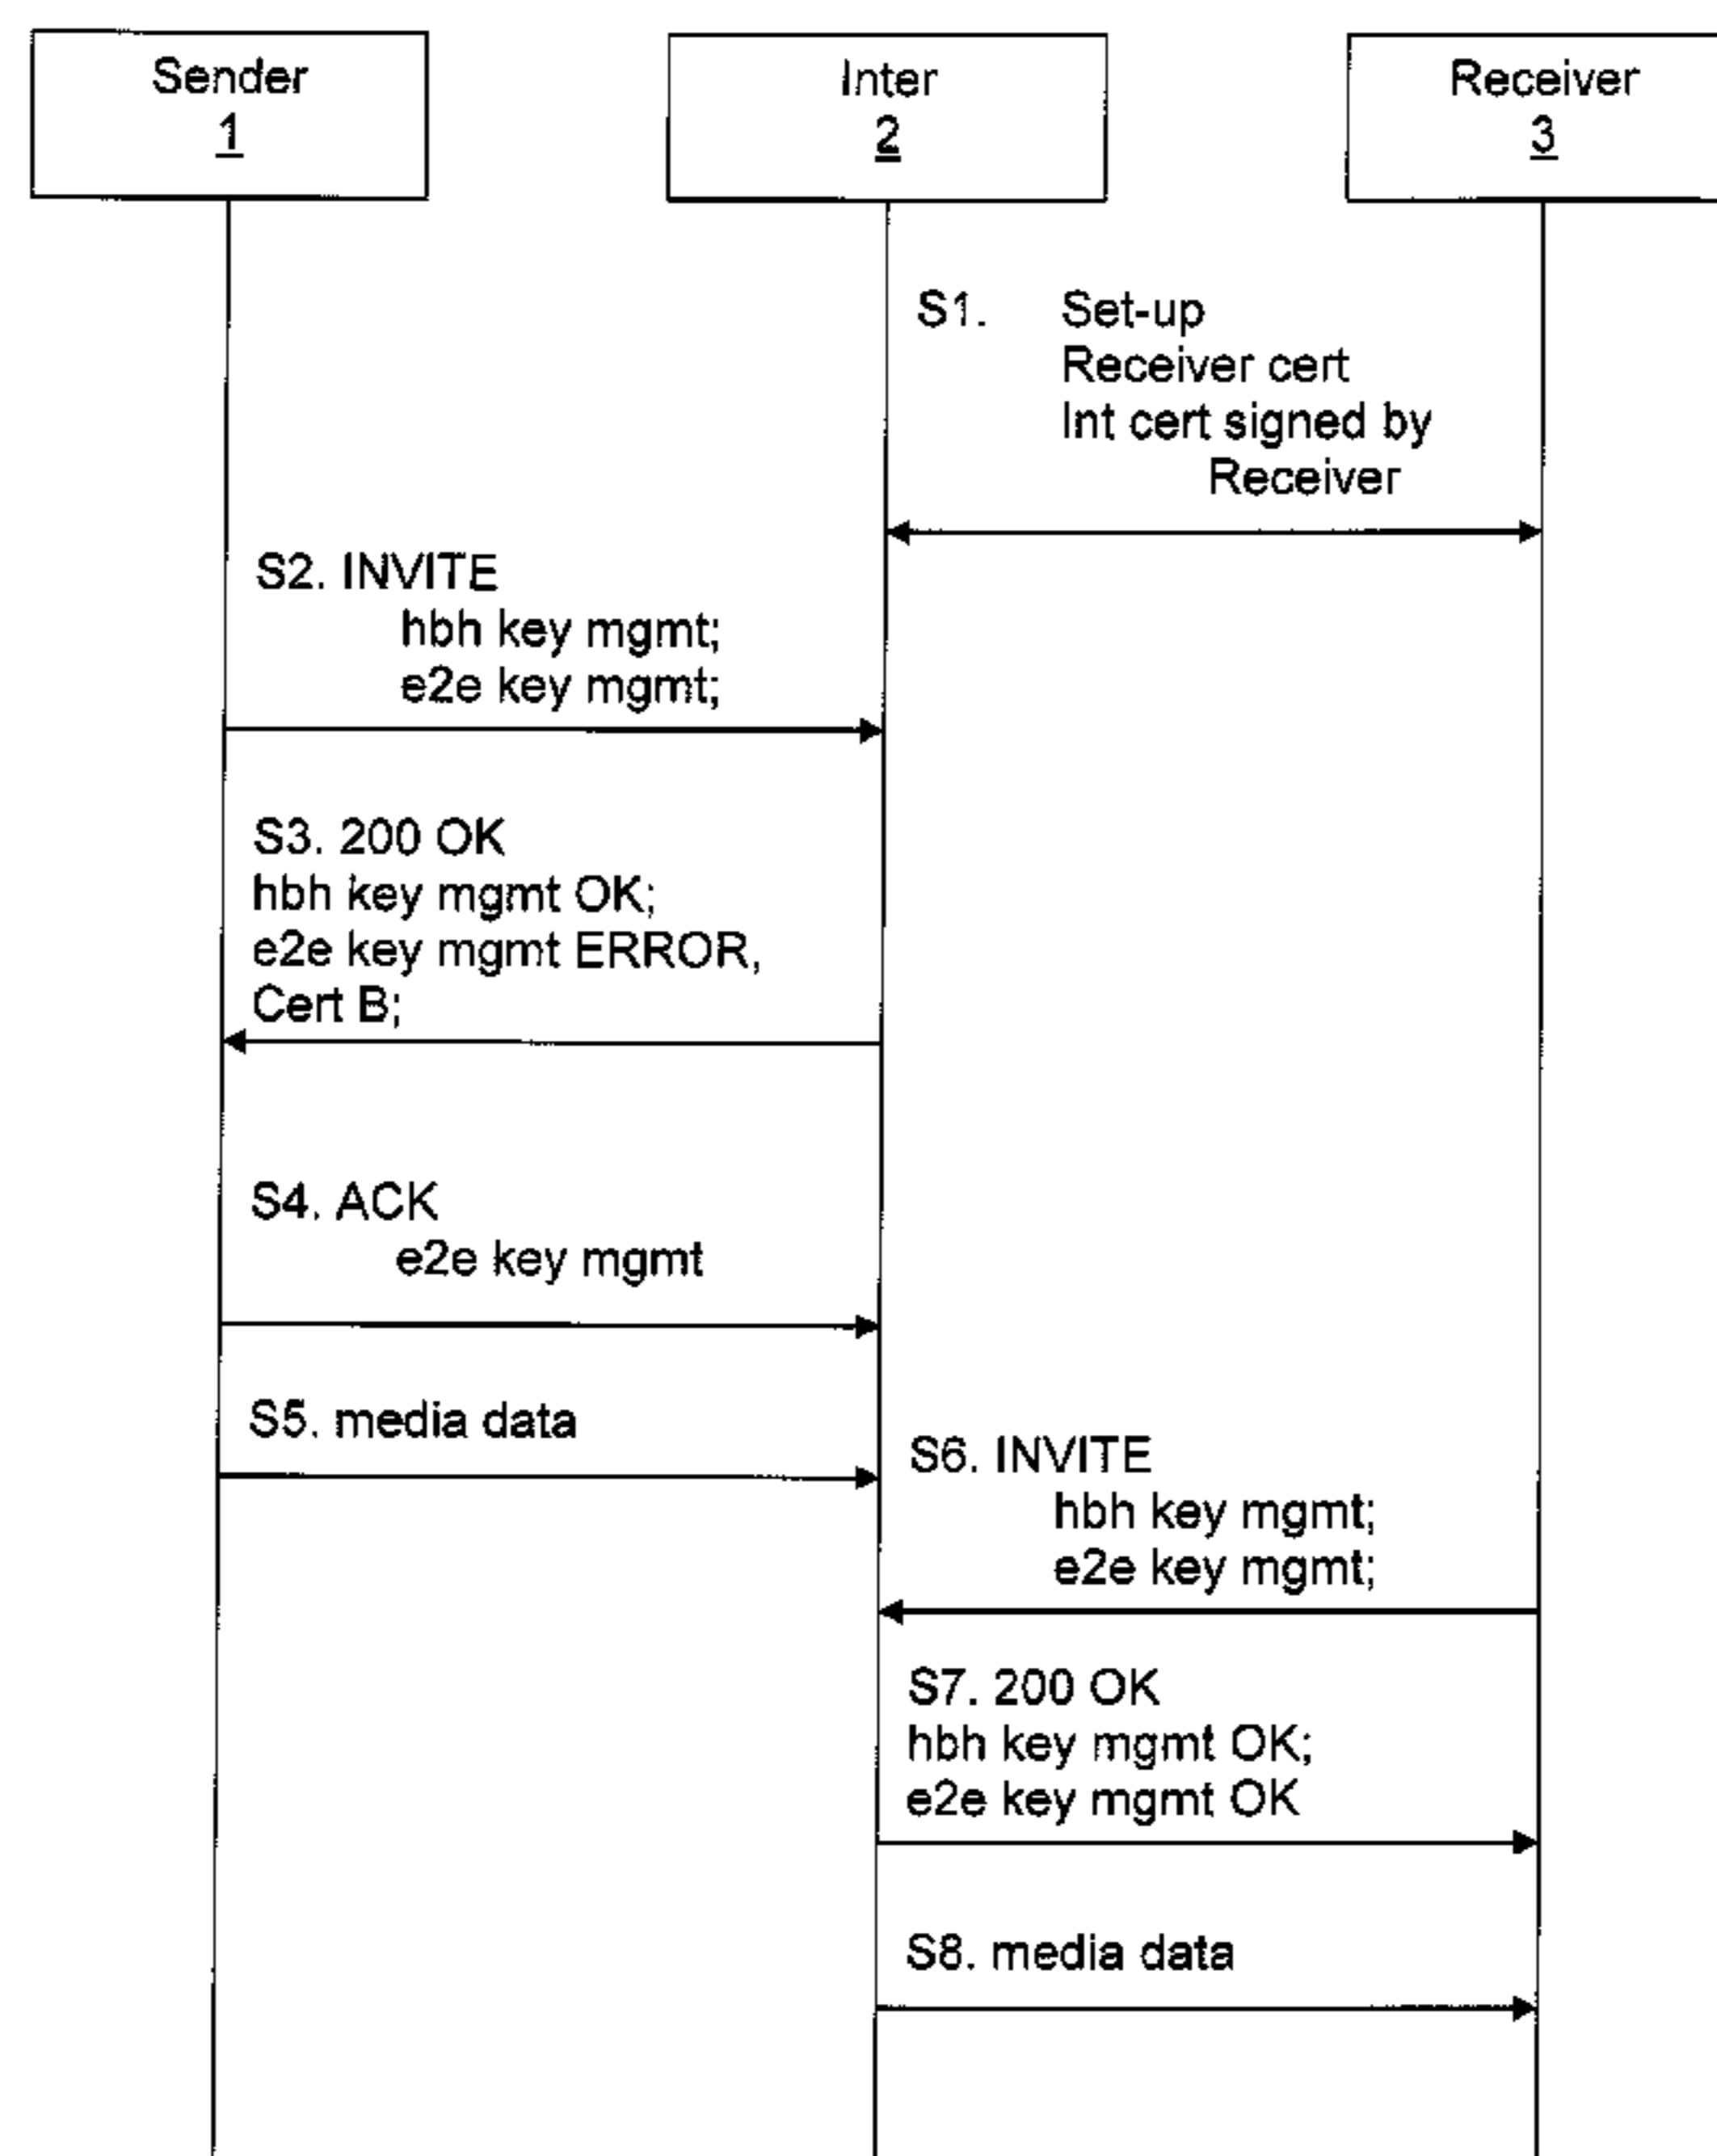 Sender
1
Inter
2
Receiver
3
S1. Set-up
Receiver cert
Int cert signed by
Receiver
S2. INVITE
hbh key mgmt;
e2e key mgmt;
S3. 200 OK
hbh key mgmt OK;
e2e key mgmt ERROR,
Cert B;
S4. ACK
e2e key mgmt
S5. media data
S6. INVITE
hbh key mgmt;
e2e key mgmt;
S7. 200 OK
hbh key mgmt OK;
e2e key mgmt OK
S8. media data